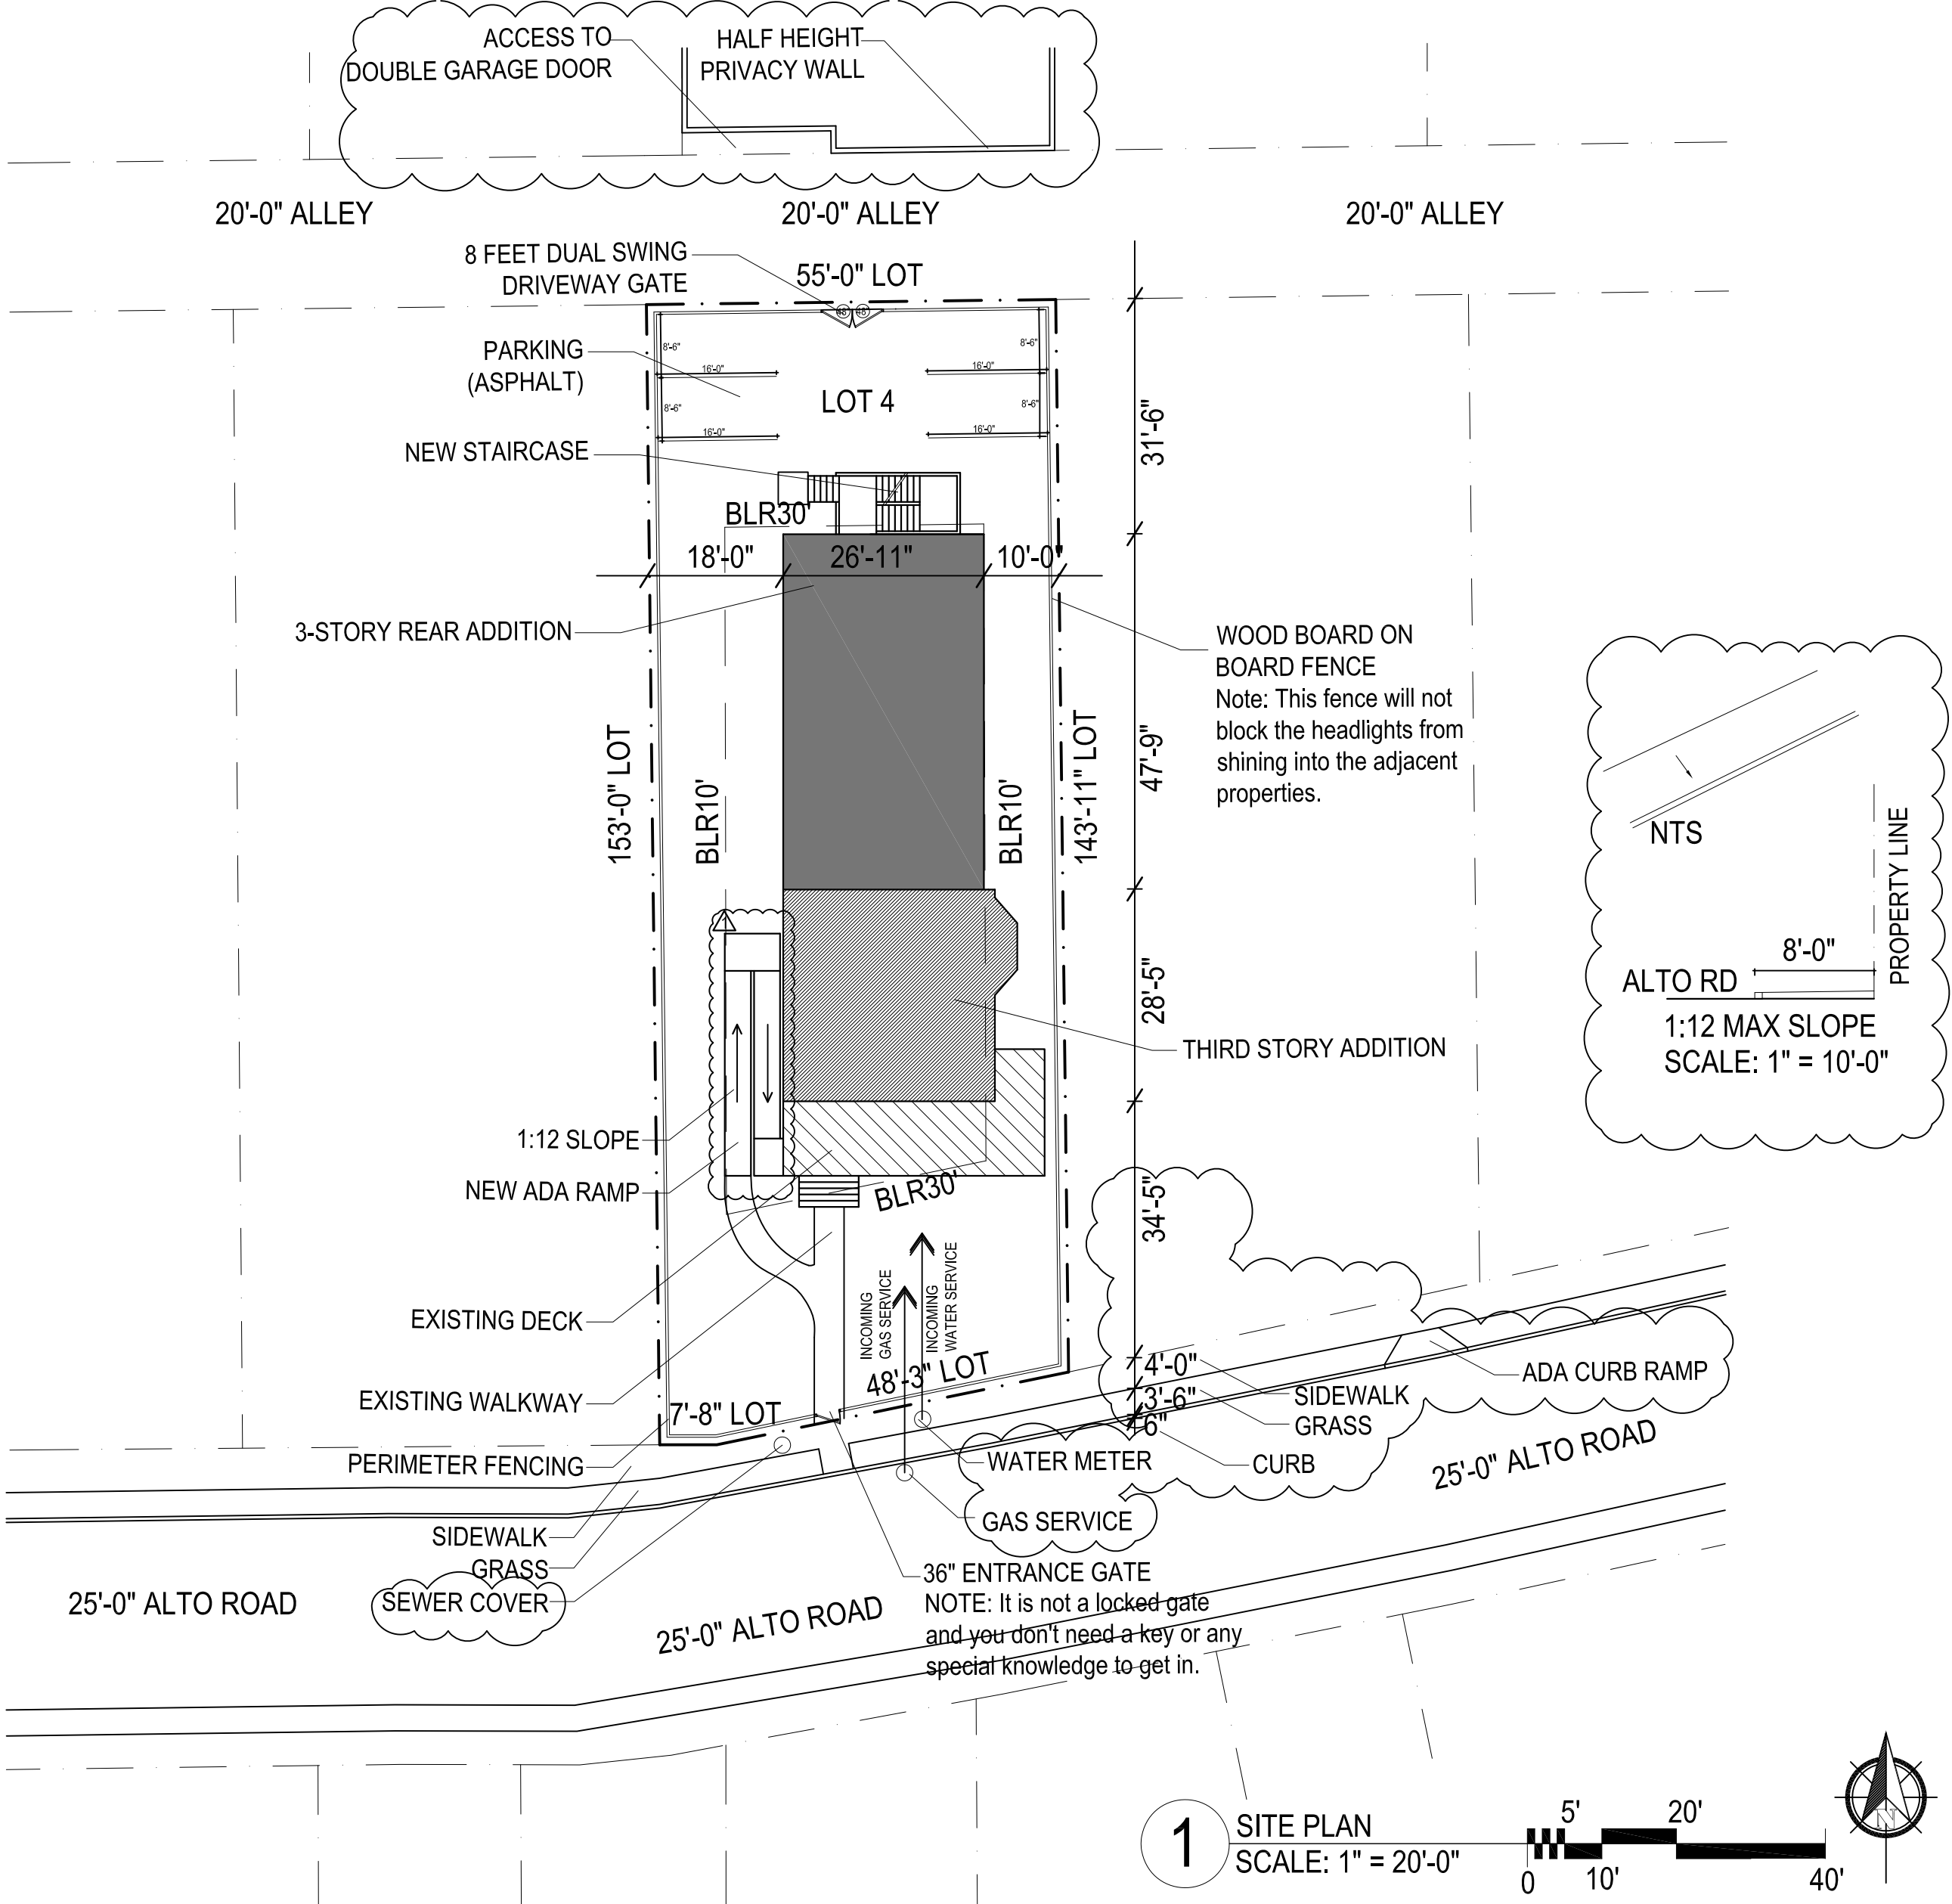 ACCESS TO
DOUBLE GARAGE DOOR
HALF HEIGHT
PRIVACY WALL
20'-0" ALLEY
20'-0" ALLEY
20'-0" ALLEY
8 FEET DUAL SWING
DRIVEWAY GATE
55'-0" LOT
48"
48"
PARKING
(ASPHALT)
8'-6"
16'-0"
8'-6"
16'-0"
8'-6"
16'-0"
8'-6"
16'-0"
LOT 4
31'-6"
NEW STAIRCASE
BLR30'
18'-0"
26'-11"
10'-0"
3-STORY REAR ADDITION
WOOD BOARD ON
BOARD FENCE
Note: This fence will not
block the headlights from
shining into the adjacent
properties.
153'-0" LOT
BLR10'
BLR10'
143'-11" LOT
47'-9"
NTS
PROPERTY LINE
8'-0"
ALTO RD
1:12 MAX SLOPE
SCALE: 1" = 10'-0"
28'-5"
THIRD STORY ADDITION
1:12 SLOPE
NEW ADA RAMP
BLR30'
34'-5"
INCOMING
GAS SERVICE
INCOMING
WATER SERVICE
EXISTING DECK
EXISTING WALKWAY
48'-3" LOT
7'-8" LOT
4'-0"
3'-6"
6"
SIDEWALK
GRASS
CURB
ADA CURB RAMP
PERIMETER FENCING
WATER METER
GAS SERVICE
25'-0" ALTO ROAD
SIDEWALK
GRASS
SEWER COVER
36" ENTRANCE GATE
NOTE: It is not a locked gate
and you don't need a key or any
special knowledge to get in.
25'-0" ALTO ROAD
25'-0" ALTO ROAD
1
SITE PLAN
SCALE: 1" = 20'-0"
5'
20'
0
10'
40'
N